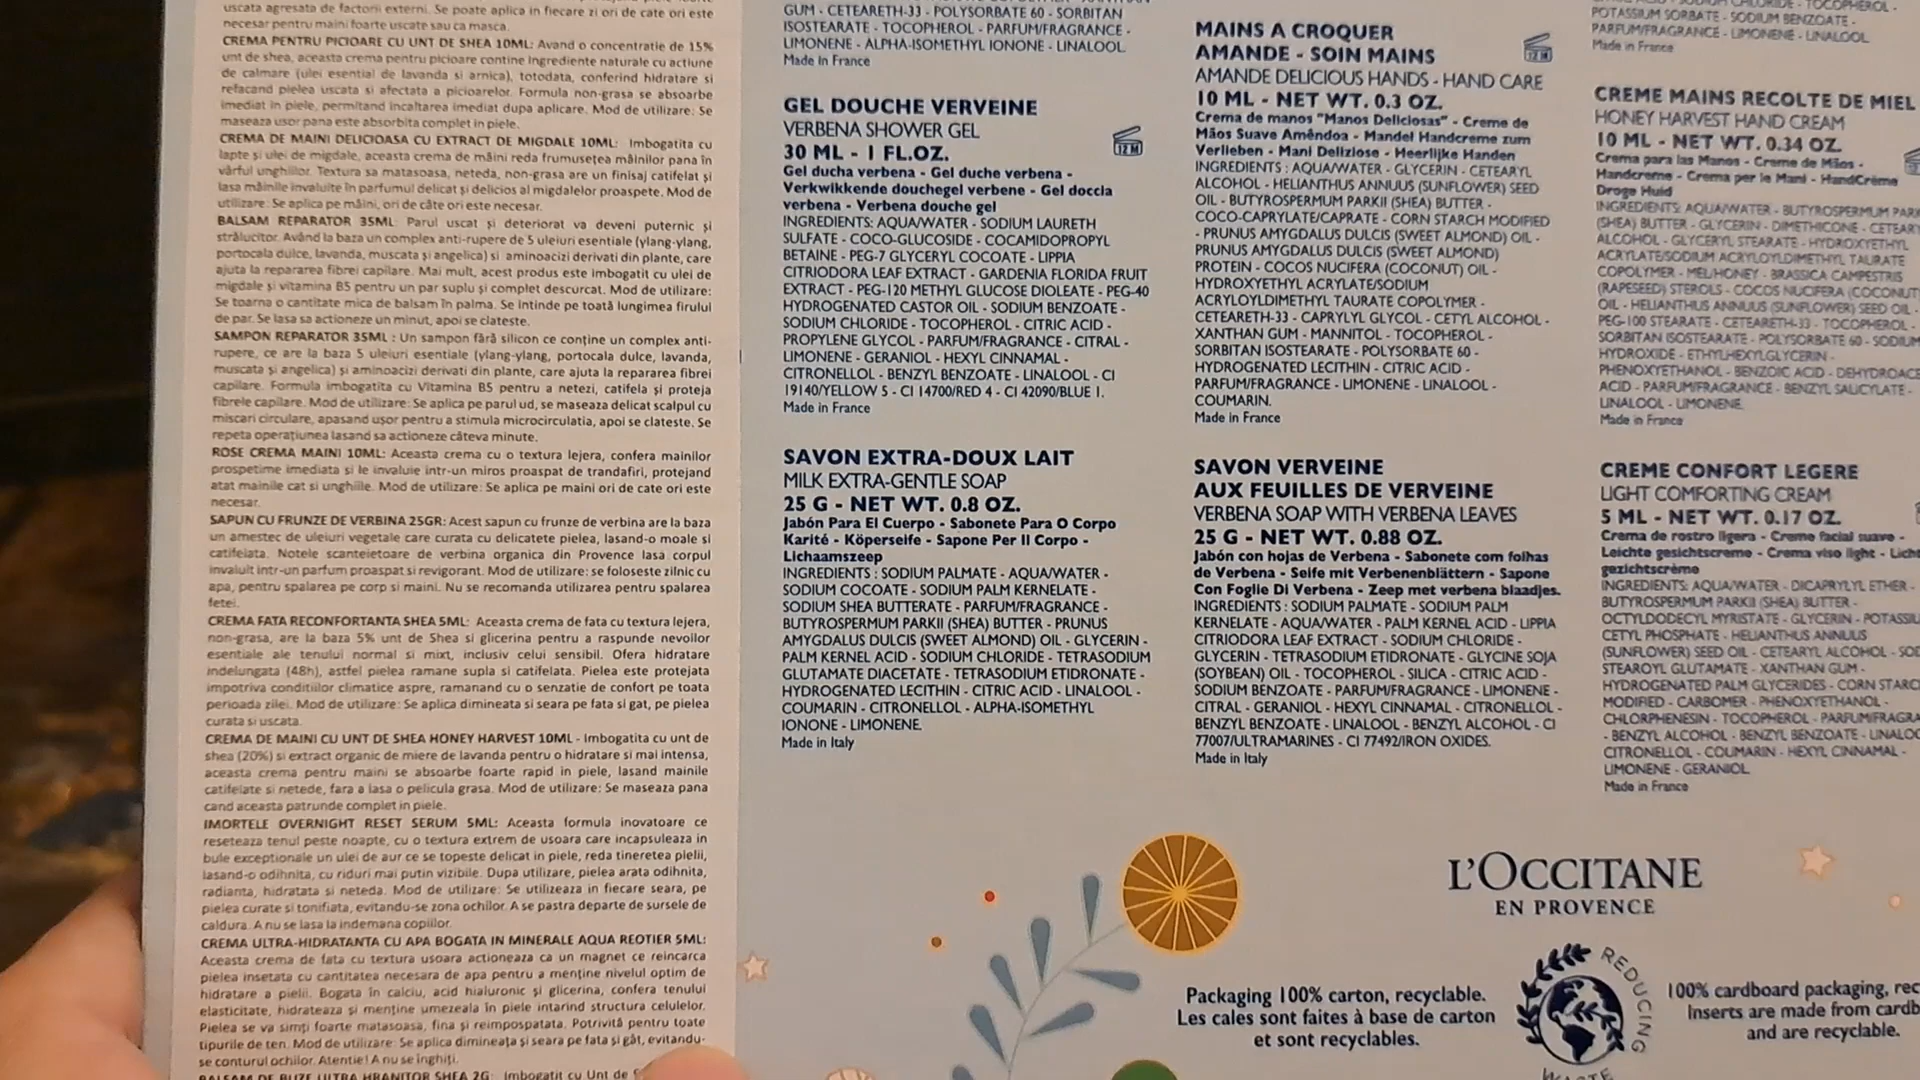 uscata agresata de factorii externi. Se poate aplica in fiecare zi ori de cate ori este
necesar pentru maini foarte uscate sau ca masca.
CREMA PENTRU PICIOARE CU UNT DE SHEA 10ML: Avand o concentratie de 15%
unt de shea, aceasta crema pentru picioare contine ingrediente naturale cu actiune
de calmare (ulei esential de lavanda si arnica), totodata, conferind hidratare si
refacand pielea uscata si afectata a picioarelor. Formula non-grasa se absoarbe
imediat in piele, permitand incaltarea imediat dupa aplicare. Mod de utilizare: Se
maseaza usor pana este absorbita complet in piele.
CREMA DE MAINI DELICIOASA CU EXTRACT DE MIGDALE 10ML: Imbogatita cu
lapte și ulei de migdale, aceasta crema de mâini reda frumusețea mâinilor pana în
vârful unghiilor. Textura sa matasoasa, neteda, non-grasa are un finisaj catifelat și
lasa mâinile invaluite în parfumul delicat și delicios al migdalelor proaspete. Mod de
utilizare: Se aplica pe mâini, ori de câte ori este necesar.
BALSAM REPARATOR 35ML: Parul uscat și deteriorat va deveni puternic și
strălucitor. Având la baza un complex anti-rupere de 5 uleiuri esentiale (ylang-ylang,
portocala dulce, lavanda, muscata și angelica) si aminoacizi derivati din plante, care
ajuta la repararea fibrei capilare. Mai mult, acest produs este imbogatit cu ulei de
migdale si vitamina B5 pentru un par suplu și complet descurcat. Mod de utilizare:
Se toarna o cantitate mica de balsam în palma. Se întinde pe toată lungimea firului
de par. Se lasa sa actioneze un minut, apoi se clateste.
SAMPON REPARATOR 35ML : Un sampon fără silicon ce conține un complex anti-
rupere, ce are la baza 5 uleiuri esentiale (ylang-ylang, portocala dulce, lavanda,
muscata și angelica) și aminoacizi derivati din plante, care ajuta la repararea fibrei
capilare. Formula imbogatita cu Vitamina B5 pentru a netezi, catifela și proteja
fibrele capilare. Mod de utilizare: Se aplica pe parul ud, se maseaza delicat scalpul cu
miscari circulare, apasand ușor pentru a stimula microcirculatia, apoi se clateste. Se
repeta operațiunea lasand sa actioneze câteva minute.
ROSE CREMA MAINI 10ML: Aceasta crema cu o textura lejera, confera mainilor
prospetime imediata si le invaluie intr-un miros proaspat de trandafiri, protejand
atat mainile cat si unghiile. Mod de utilizare: Se aplica pe maini ori de cate ori este
necesar.
SAPUN CU FRUNZE DE VERBINA 25GR: Acest sapun cu frunze de verbina are la baza
un amestec de uleiuri vegetale care curata cu delicatete pielea, lasand-o moale si
catifelata. Notele scanteietoare de verbina organica din Provence lasa corpul
invaluit intr-un parfum proaspat si revigorant. Mod de utilizare: se foloseste zilnic cu
apa, pentru spalarea pe corp si maini. Nu se recomanda utilizarea pentru spalarea
fetei.
CREMA FATA RECONFORTANTA SHEA 5ML: Aceasta crema de fata cu textura lejera,
non-grasa, are la baza 5% unt de Shea si glicerina pentru a raspunde nevoilor
esentiale ale tenului normal si mixt, inclusiv celui sensibil. Ofera hidratare
indelungata (48h), astfel pielea ramane supla si catifelata. Pielea este protejata
impotriva conditiilor climatice aspre, ramanand cu o senzatie de confort pe toata
perioada zilei. Mod de utilizare: Se aplica dimineata si seara pe fata si gat, pe pielea
curata si uscata.
CREMA DE MAINI CU UNT DE SHEA HONEY HARVEST 10ML - Imbogatita cu unt de
shea (20%) si extract organic de miere de lavanda pentru o hidratare si mai intensa,
aceasta crema pentru maini se absoarbe foarte rapid in piele, lasand mainile
catifelate si netede, fara a lasa o pelicula grasa. Mod de utilizare: Se maseaza pana
cand aceasta patrunde complet in piele.
IMORTELE OVERNIGHT RESET SERUM 5ML: Aceasta formula inovatoare ce
reseteaza tenul peste noapte, cu o textura extrem de usoara care incapsuleaza in
bule exceptionale un ulei de aur ce se topeste delicat in piele, reda tineretea pielii,
lasand-o odihnita, cu riduri mai putin vizibile. Dupa utilizare, pielea arata odihnita,
radianta, hidratata si neteda. Mod de utilizare: Se utilizeaza in fiecare seara, pe
pielea curate si tonifiata, evitandu-se zona ochilor. A se pastra departe de sursele de
caldura. A nu se lasa la indemana copiilor.
CREMA ULTRA-HIDRATANTA CU APA BOGATA IN MINERALE AQUA REOTIER 5ML:
Aceasta crema de fata cu textura usoara actioneaza ca un magnet ce reincarca
pielea insetata cu cantitatea necesara de apa pentru a menține nivelul optim de
hidratare a pielii. Bogata în calciu, acid hialuronic și glicerina, confera tenului
elasticitate, hidrateaza și menține umezeala în piele intarind structura celulelor.
Pielea se va simți foarte matasoasa, fina și reimprospatata. Potrivită pentru toate
tipurile de ten. Mod de utilizare: Se aplica dimineața și seara pe fata și gât, evitandu-
se conturul ochilor. Atentie! A nu se înghiți.
BALSAM DE BUZE ULTRA HRANITOR SHEA 2G: Imbogatit cu Unt de
GUM - CETEARETH-33 - POLYSORBATE 60 - SORBITAN
ISOSTEARATE - TOCOPHEROL - PARFUM/FRAGRANCE -
LIMONENE - ALPHA-ISOMETHYL IONONE - LINALOOL
Made in France
GEL DOUCHE VERVEINE
VERBENA SHOWER GEL
30 ML - 1 FL.OZ.
12 M
Gel ducha verbena - Gel duche verbena -
Verkwikkende douchegel verbene - Gel doccia
verbena - Verbena douche gel
INGREDIENTS: AQUA/WATER - SODIUM LAURETH
SULFATE - COCO-GLUCOSIDE - COCAMIDOPROPYL
BETAINE - PEG-7 GLYCERYL COCOATE - LIPPIA
CITRIODORA LEAF EXTRACT - GARDENIA FLORIDA FRUIT
EXTRACT - PEG-120 METHYL GLUCOSE DIOLEATE - PEG-40
HYDROGENATED CASTOR OIL - SODIUM BENZOATE -
SODIUM CHLORIDE - TOCOPHEROL - CITRIC ACID -
PROPYLENE GLYCOL - PARFUM/FRAGRANCE - CITRAL -
LIMONENE - GERANIOL - HEXYL CINNAMAL -
CITRONELLOL - BENZYL BENZOATE - LINALOOL - CI
19140/YELLOW 5 - CI 14700/RED 4 - CI 42090/BLUE 1.
Made in France
SAVON EXTRA-DOUX LAIT
MILK EXTRA-GENTLE SOAP
25 G - NET WT. 0.8 OZ.
Jabón Para El Cuerpo - Sabonete Para O Corpo
Karité - Köperseife - Sapone Per Il Corpo -
Lichaamszeep
INGREDIENTS : SODIUM PALMATE - AQUA/WATER -
SODIUM COCOATE - SODIUM PALM KERNELATE -
SODIUM SHEA BUTTERATE - PARFUM/FRAGRANCE -
BUTYROSPERMUM PARKII (SHEA) BUTTER - PRUNUS
AMYGDALUS DULCIS (SWEET ALMOND) OIL - GLYCERIN -
PALM KERNEL ACID - SODIUM CHLORIDE - TETRASODIUM
GLUTAMATE DIACETATE - TETRASODIUM ETIDRONATE -
HYDROGENATED LECITHIN - CITRIC ACID - LINALOOL -
COUMARIN - CITRONELLOL - ALPHA-ISOMETHYL
IONONE - LIMONENE.
Made in Italy
MAINS A CROQUER
AMANDE - SOIN MAINS
AMANDE DELICIOUS HANDS - HAND CARE
10 ML - NET WT. 0.3 OZ.
12 M
Crema de manos "Manos Deliciosas" - Creme de
Mãos Suave Amêndoa - Mandel Handcreme zum
Verlieben - Mani Deliziose - Heerlijke Handen
INGREDIENTS : AQUA/WATER - GLYCERIN - CETEARYL
ALCOHOL - HELIANTHUS ANNUUS (SUNFLOWER) SEED
OIL - BUTYROSPERMUM PARKII (SHEA) BUTTER -
COCO-CAPRYLATE/CAPRATE - CORN STARCH MODIFIED
- PRUNUS AMYGDALUS DULCIS (SWEET ALMOND) OIL -
PRUNUS AMYGDALUS DULCIS (SWEET ALMOND)
PROTEIN - COCOS NUCIFERA (COCONUT) OIL -
HYDROXYETHYL ACRYLATE/SODIUM
ACRYLOYLDIMETHYL TAURATE COPOLYMER -
CETEARETH-33 - CAPRYLYL GLYCOL - CETYL ALCOHOL -
XANTHAN GUM - MANNITOL - TOCOPHEROL -
SORBITAN ISOSTEARATE - POLYSORBATE 60 -
HYDROGENATED LECITHIN - CITRIC ACID -
PARFUM/FRAGRANCE - LIMONENE - LINALOOL -
COUMARIN.
Made in France
SAVON VERVEINE
AUX FEUILLES DE VERVEINE
VERBENA SOAP WITH VERBENA LEAVES
25 G - NET WT. 0.88 OZ.
Jabón con hojas de Verbena - Sabonete com folhas
de Verbena - Seife mit Verbenenblättern - Sapone
Con Foglie Di Verbena - Zeep met verbena blaadjes.
INGREDIENTS : SODIUM PALMATE - SODIUM PALM
KERNELATE - AQUA/WATER - PALM KERNEL ACID - LIPPIA
CITRIODORA LEAF EXTRACT - SODIUM CHLORIDE -
GLYCERIN - TETRASODIUM ETIDRONATE - GLYCINE SOJA
(SOYBEAN) OIL - TOCOPHEROL - SILICA - CITRIC ACID -
SODIUM BENZOATE - PARFUM/FRAGRANCE - LIMONENE -
CITRAL - GERANIOL - HEXYL CINNAMAL - CITRONELLOL -
BENZYL BENZOATE - LINALOOL - BENZYL ALCOHOL - CI
77007/ULTRAMARINES - CI 77492/IRON OXIDES.
Made in Italy
POTASSIUM SORBATE - SODIUM BENZOATE -
PARFUM/FRAGRANCE - LIMONENE - LINALOOL
Made in France
CREME MAINS RECOLTE DE MIEL
HONEY HARVEST HAND CREAM
10 ML - NET WT. 0.34 OZ.
Crema para las Manos - Creme de Mãos -
Handcreme - Crema per le Mani - HandCrème
Droge Huid
INGREDIENTS: AQUA/WATER - BUTYROSPERMUM
(SHEA) BUTTER - GLYCERIN - DIMETHICONE -
ALCOHOL - GLYCERYL STEARATE - HYDROXYETHYL
ACRYLATE/SODIUM ACRYLOYLDIMETHYL TAURATE
COPOLYMER - MEL/HONEY - BRASSICA CAMPESTRIS
(RAPESEED) STEROLS - COCOS NUCIFERA (COCONUT
OIL - HELIANTHUS ANNUUS (SUNFLOWER) SEED OIL -
PEG-100 STEARATE - CETEARETH-33 - TOCOPHEROL -
SORBITAN ISOSTEARATE - POLYSORBATE 60 - SODIUM
HYDROXIDE - ETHYLHEXYLGLYCERIN -
PHENOXYETHANOL - BENZOIC ACID -
ACID - PARFUM/FRAGRANCE - BENZYL SALICYLATE -
LINALOOL - LIMONENE.
Made in France
CREME CONFORT LEGERE
LIGHT COMFORTING CREAM
5 ML - NET WT. 0.17 OZ.
Crema de rostro ligera - Creme facial suave -
Leichte gesichtscreme - Crema viso light -
gezichtscrème
INGREDIENTS: AQUA/WATER - DICAPRYLYL ETHER -
BUTYROSPERMUM PARKII (SHEA) BUTTER -
OCTYLDODECYL MYRISTATE - GLYCERIN -
CETYL PHOSPHATE - HELIANTHUS ANNUUS
(SUNFLOWER) SEED OIL - CETEARYL ALCOHOL -
STEAROYL GLUTAMATE - XANTHAN GUM -
HYDROGENATED PALM GLYCERIDES - CORN STARC
MODIFIED - CARBOMER - PHENOXYETHANOL -
CHLORPHENESIN - TOCOPHEROL - PARFUM/FRAGRA
- BENZYL ALCOHOL - BENZYL BENZOATE -
CITRONELLOL - COUMARIN - HEXYL CINNAMAL -
LIMONENE - GERANIOL
Made in France
L'OCCITANE
EN PROVENCE
Packaging 100% carton, recyclable.
Les cales sont faites à base de carton
et sont recyclables.
REDUCING
WASTE
100% cardboard packaging, rec
Inserts are made from cardb
and are recyclable.